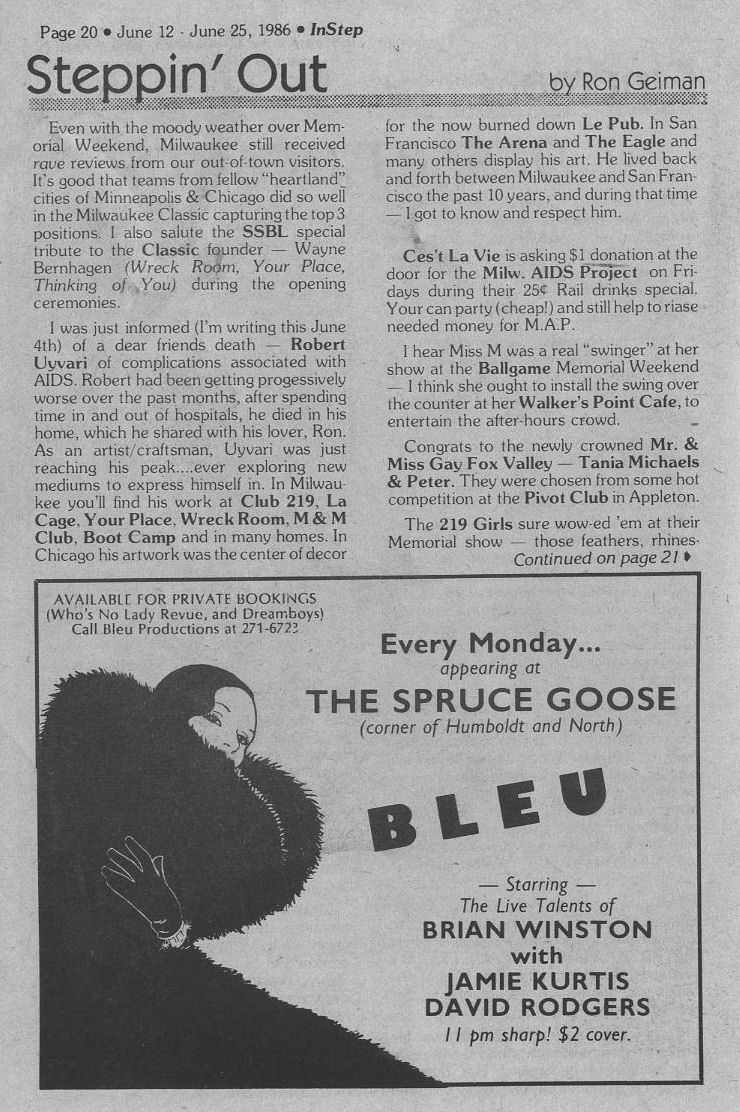 Page 20 • June 12 - June 25, 1986 • InStep
Steppin' Out
by Ron Geiman
Even with the moody weather over Mem-
orial Weekend, Milwaukee still received
rave reviews from our out-of-town visitors.
It's good that teams from fellow "heartland"
cities of Minneapolis & Chicago did so well
in the Milwaukee Classic capturing the top 3
positions. I also salute the SSBL special
tribute to the Classic founder — Wayne
Bernhagen (Wreck Room, Your Place,
Thinking of You) during the opening
ceremonies.
I was just informed (I'm writing this June
4th) of a dear friends death — Robert
Uyvari of complications associated with
AIDS. Robert had been getting progessively
worse over the past months, after spending
time in and out of hospitals, he died in his
home, which he shared with his lover, Ron.
As an artist/craftsman, Uyvari was just
reaching his peak....ever exploring new
mediums to express himself in. In Milwau-
kee you'll find his work at Club 219, La
Cage, Your Place, Wreck Room, M & M
Club, Boot Camp and in many homes. In
Chicago his artwork was the center of decor
for the now burned down Le Pub. In San
Francisco The Arena and The Eagle and
many others display his art. He lived back
and forth between Milwaukee and San Fran-
cisco the past 10 years, and during that time
— I got to know and respect him.
Ces't La Vie is asking $1 donation at the
door for the Milw. AIDS Project on Fri-
days during their 25¢ Rail drinks special.
Your can party (cheap!) and still help to riase
needed money for M.A.P.
I hear Miss M was a real "swinger" at her
show at the Ballgame Memorial Weekend
— I think she ought to install the swing over
the counter at her Walker's Point Cafe, to
entertain the after-hours crowd.
Congrats to the newly crowned Mr. &
Miss Gay Fox Valley — Tania Michaels
& Peter. They were chosen from some hot
competition at the Pivot Club in Appleton.
The 219 Girls sure wow-ed 'em at their
Memorial show — those feathers, rhines-
Continued on page 21
AVAILABLE FOR PRIVATE BOOKINGS
(Who's No Lady Revue, and Dreamboys)
Call Bleu Productions at 271-6723
Every Monday...
appearing at
THE SPRUCE GOOSE
(corner of Humboldt and North)
BLEU
— Starring —
The Live Talents of
BRIAN WINSTON
with
JAMIE KURTIS
DAVID RODGERS
11 pm sharp! $2 cover.